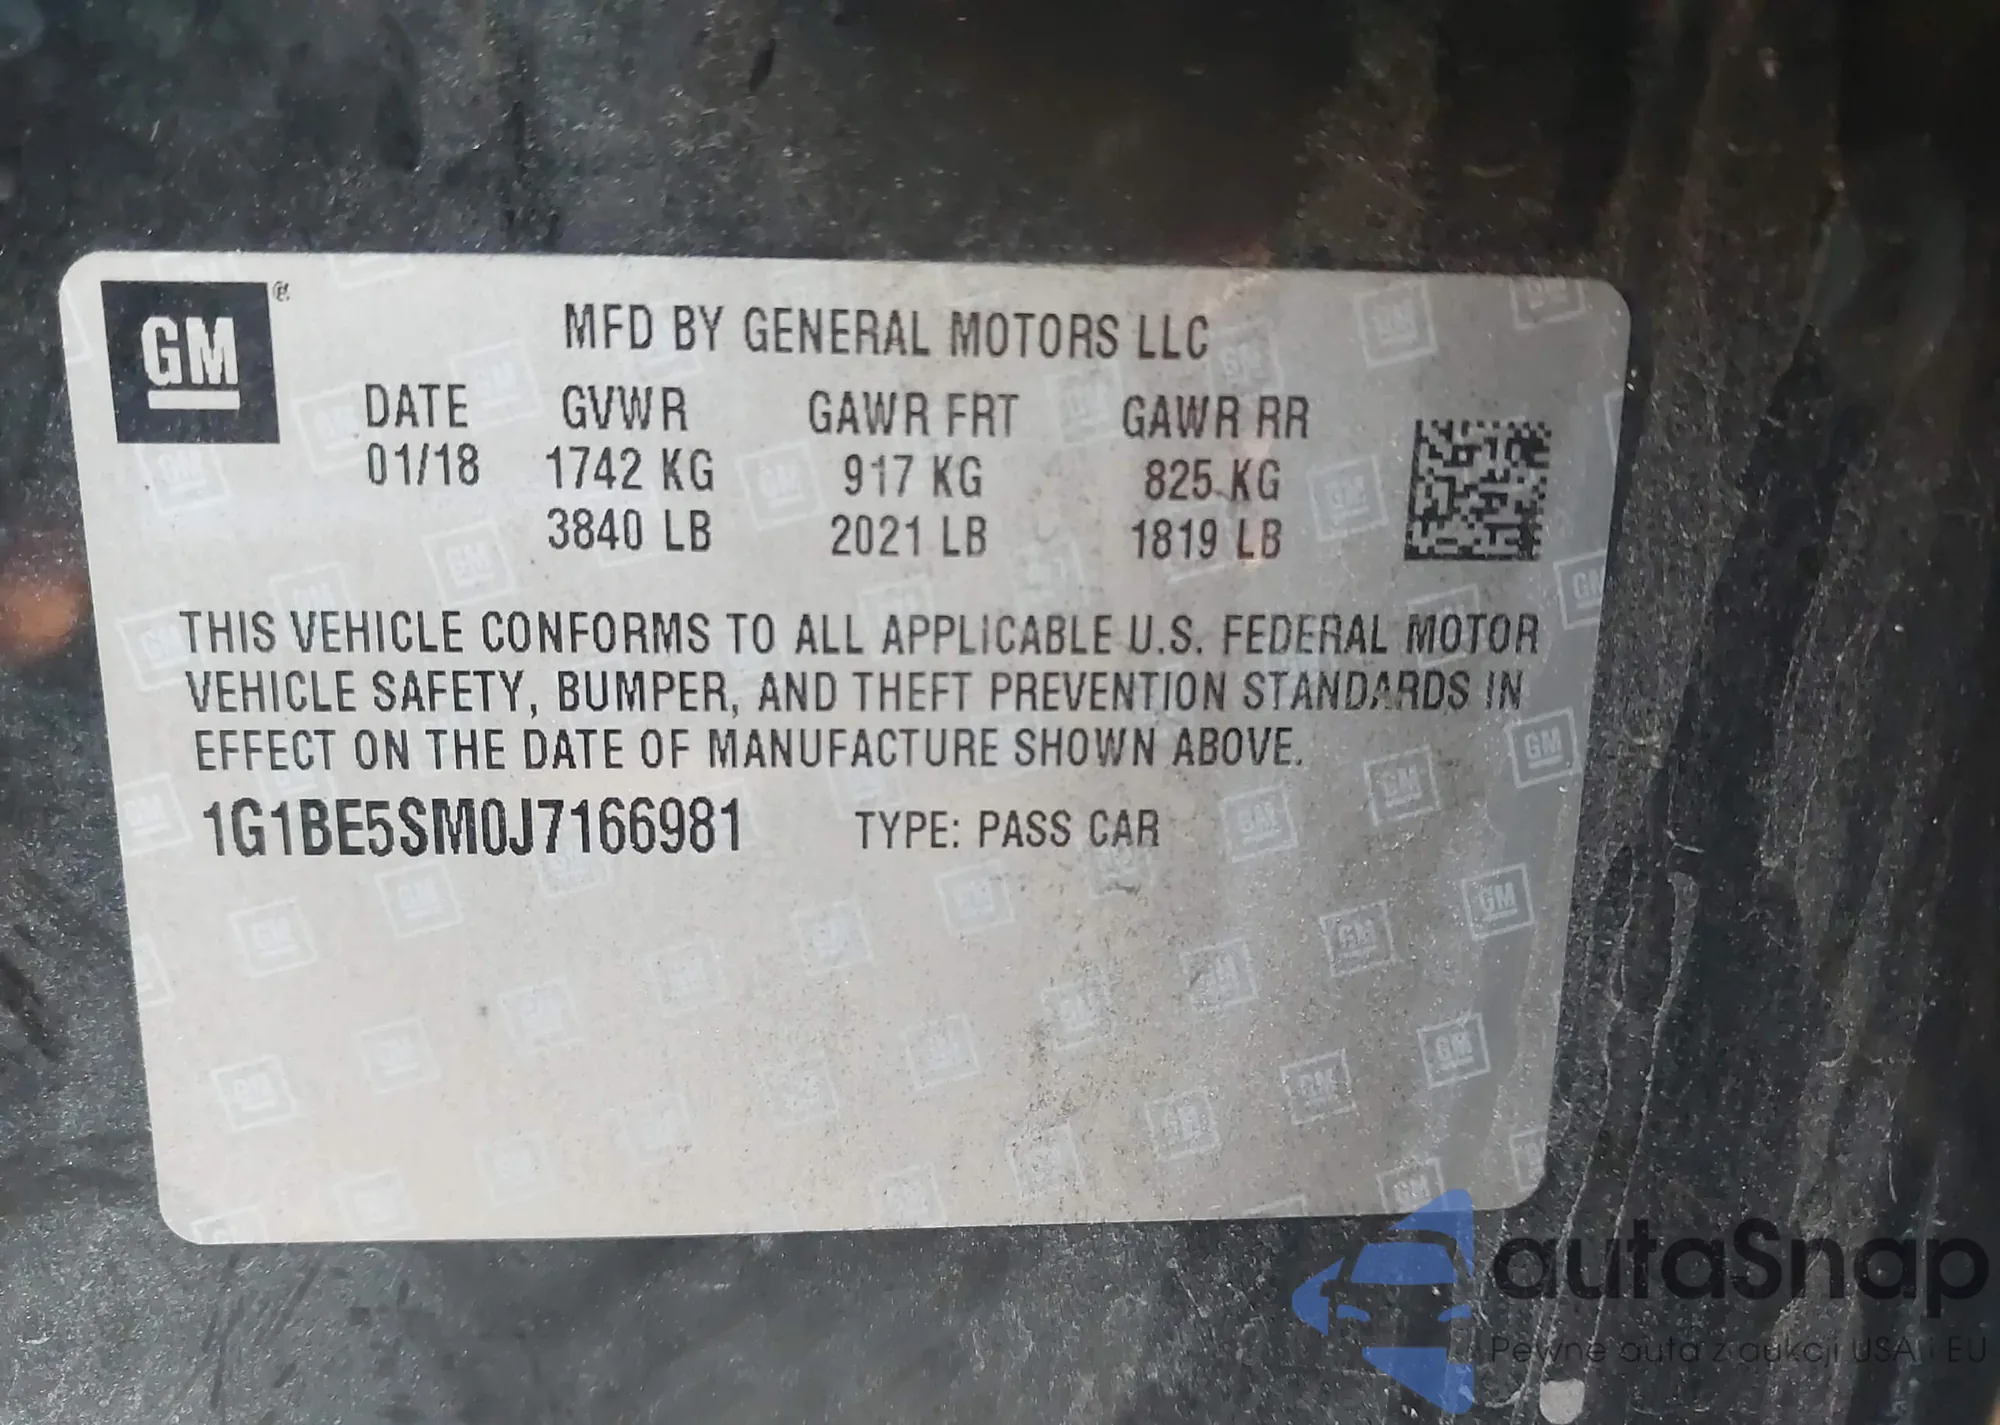 GM ®
MFD BY GENERAL MOTORS LLC
DATE GVWR GAWR FRT GAWR RR
01/18 1742 KG 917 KG 825 KG
3840 LB 2021 LB 1819 LB
THIS VEHICLE CONFORMS TO ALL APPLICABLE U.S. FEDERAL MOTOR
VEHICLE SAFETY, BUMPER, AND THEFT PREVENTION STANDARDS IN
EFFECT ON THE DATE OF MANUFACTURE SHOWN ABOVE.
1G1BE5SM0J7166981 TYPE: PASS CAR
autaSnap
Pewne auta z aukcji USA i EU